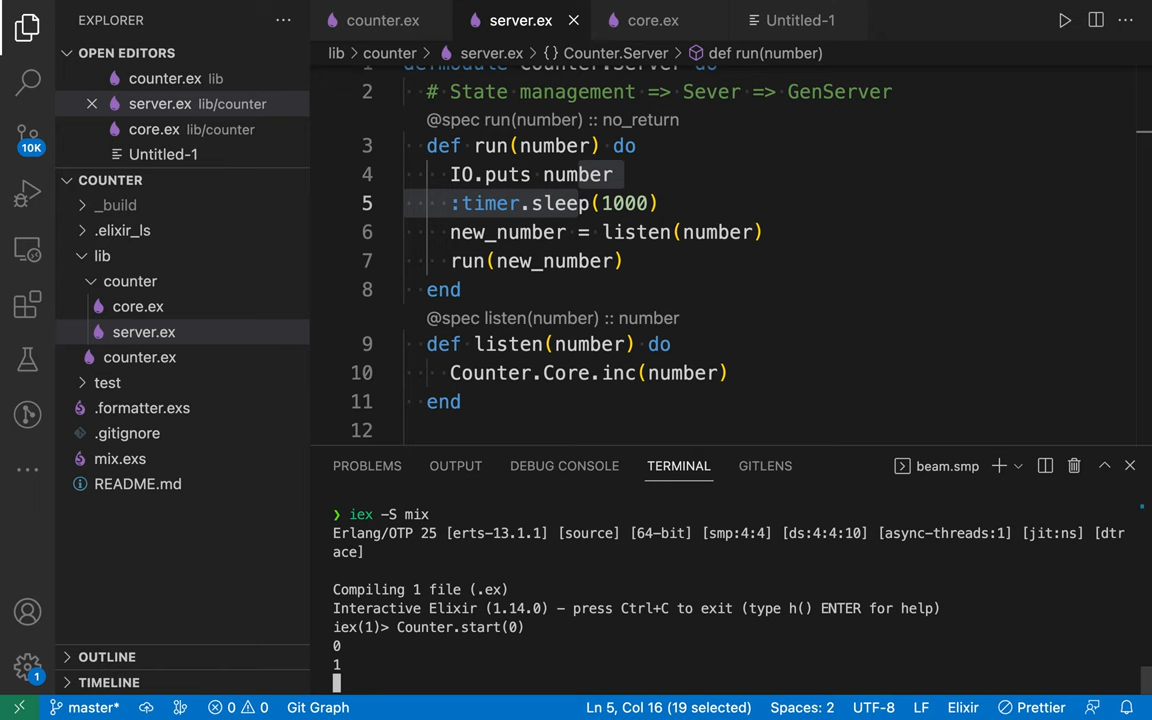 EXPLORER
OPEN EDITORS
counter.ex lib
server.ex lib/counter
core.ex lib/counter
Untitled-1
COUNTER
_build
.elixir_ls
lib
counter
core.ex
server.ex
counter.ex
test
.formatter.exs
.gitignore
mix.exs
README.md
OUTLINE
TIMELINE
10K
1
counter.ex
server.ex
core.ex
Untitled-1
lib > counter > server.ex > {} Counter.Server > def run(number)
1 defmodule Counter.Server do
2 # State management => Sever => GenServer
@spec run(number) :: no_return
3 def run(number) do
4 IO.puts number
5 :timer.sleep(1000)
6 new_number = listen(number)
7 run(new_number)
8 end
@spec listen(number) :: number
9 def listen(number) do
10 Counter.Core.inc(number)
11 end
12
PROBLEMS OUTPUT DEBUG CONSOLE TERMINAL GITLENS beam.smp
❯ iex -S mix
Erlang/OTP 25 [erts-13.1.1] [source] [64-bit] [smp:4:4] [ds:4:4:10] [async-threads:1] [jit:ns] [dtr
ace]
Compiling 1 file (.ex)
Interactive Elixir (1.14.0) – press Ctrl+C to exit (type h() ENTER for help)
iex(1)> Counter.start(0)
0
1
master* 0 0 Git Graph Ln 5, Col 16 (19 selected) Spaces: 2 UTF-8 LF Elixir Prettier